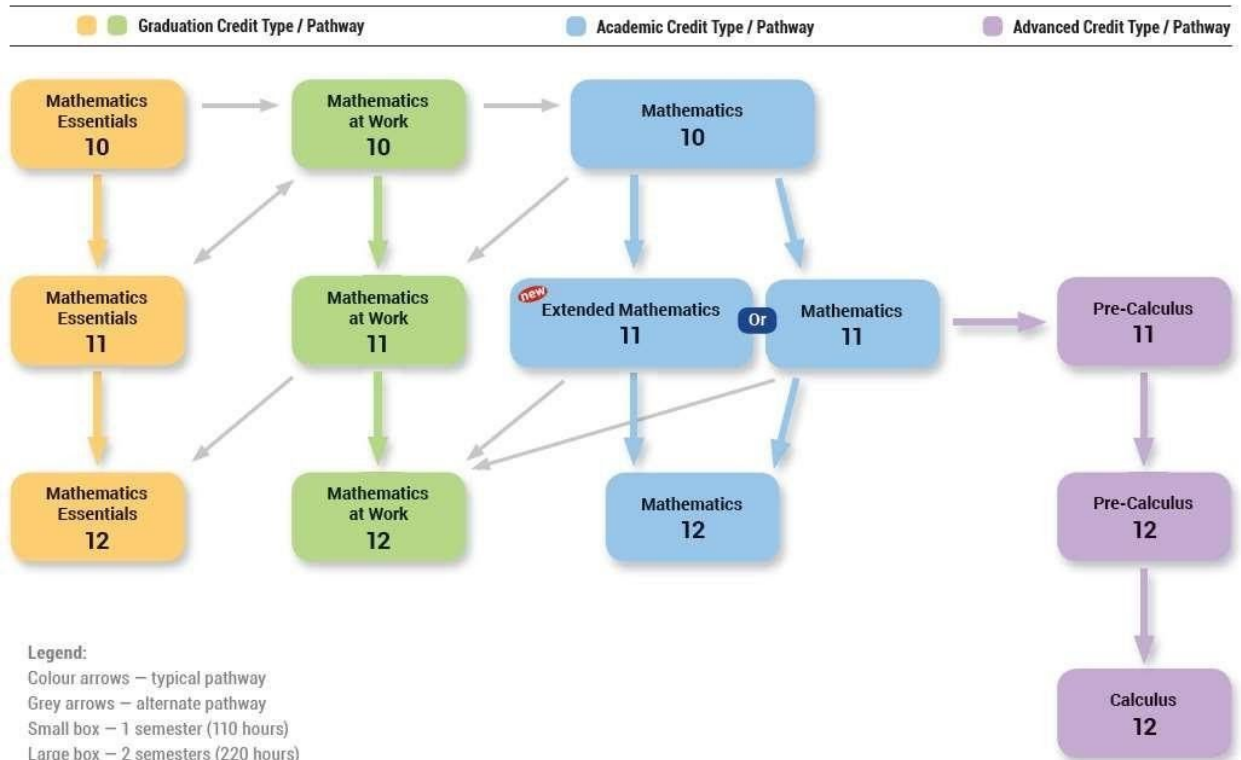 Graduation Credit Type / Pathway
Academic Credit Type / Pathway
Advanced Credit Type / Pathway
Mathematics
Essentials
10
Mathematics
at Work
10
Mathematics
10
Mathematics
Essentials
11
Mathematics
at Work
11
new
Extended Mathematics
11
Or
Mathematics
11
Pre-Calculus
11
Mathematics
Essentials
12
Mathematics
at Work
12
Mathematics
12
Pre-Calculus
12
Calculus
12
Legend:
Colour arrows — typical pathway
Grey arrows — alternate pathway
Small box — 1 semester (110 hours)
Large box — 2 semesters (220 hours)